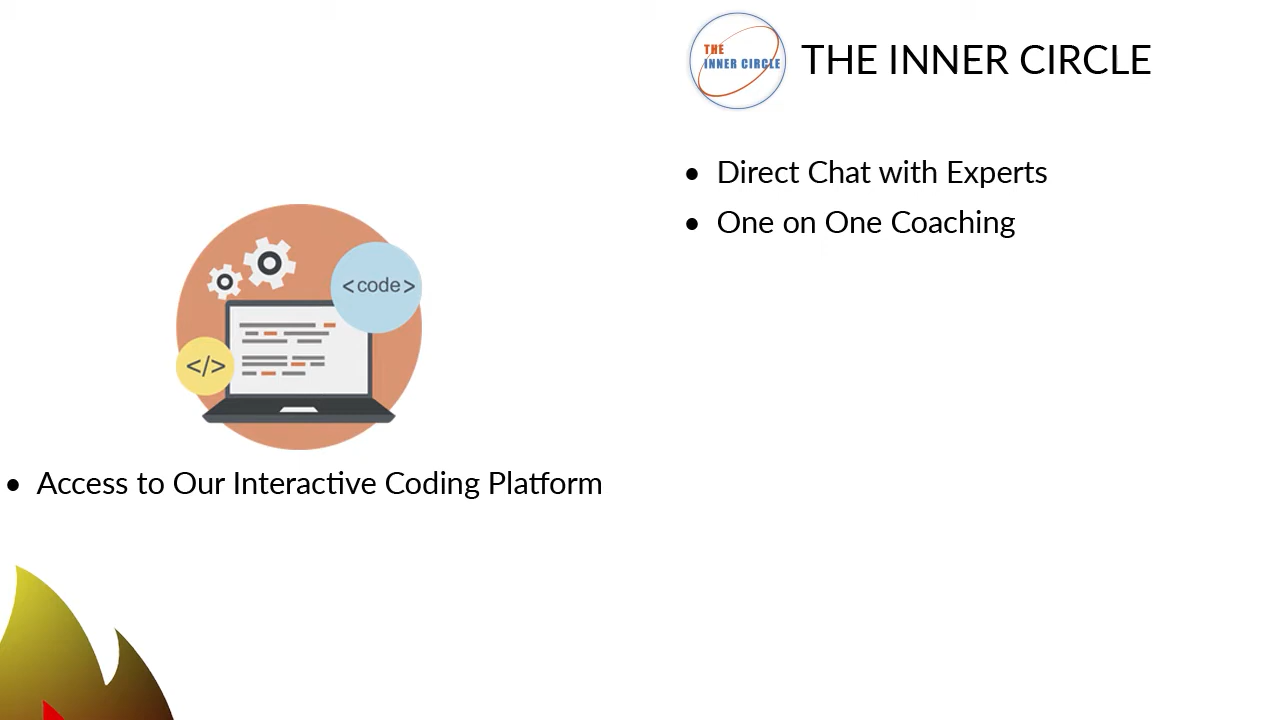 THE
INNER CIRCLE
THE INNER CIRCLE
• Direct Chat with Experts
• One on One Coaching
<code>
</>
• Access to Our Interactive Coding Platform